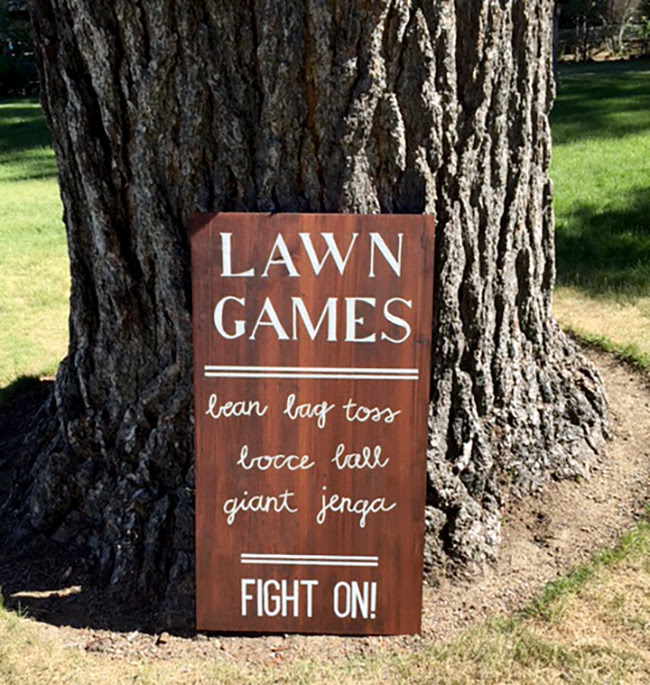 LAWN
GAMES
bean bag toss
bocce ball
giant jenga
FIGHT ON!